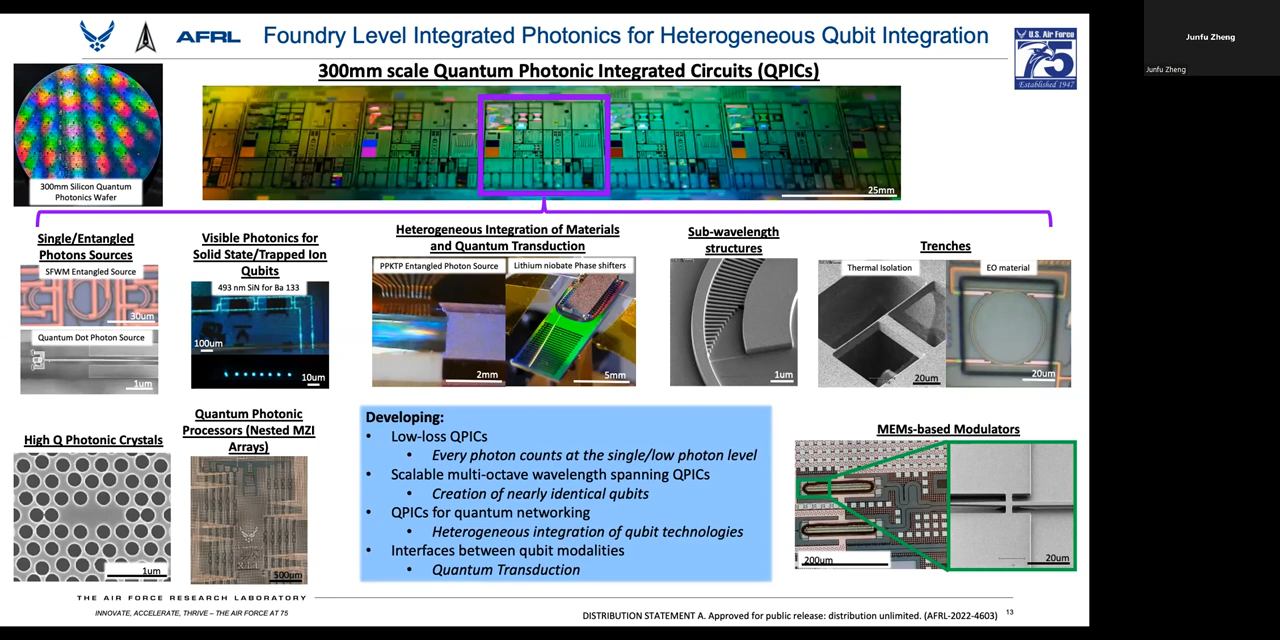 AFRL
Foundry Level Integrated Photonics for Heterogeneous Qubit Integration
U.S. Air Force
75
Established 1947
Junfu Zheng
Junfu Zheng
300mm scale Quantum Photonic Integrated Circuits (QPICs)
300mm Silicon Quantum
Photonics Wafer
25mm
Single/Entangled
Photons Sources
SFWM Entangled Source
30um
Quantum Dot Photon Source
1um
Visible Photonics for
Solid State/Trapped Ion
Qubits
493 nm SiN for Ba 133
100um
10um
Heterogeneous Integration of Materials
and Quantum Transduction
PPKTP Entangled Photon Source
2mm
Lithium niobate Phase shifters
5mm
Sub-wavelength
structures
1um
Trenches
Thermal Isolation
20um
EO material
20um
High Q Photonic Crystals
1um
Quantum Photonic
Processors (Nested MZI
Arrays)
500um
Developing:
• Low-loss QPICs
• Every photon counts at the single/low photon level
• Scalable multi-octave wavelength spanning QPICs
• Creation of nearly identical qubits
• QPICs for quantum networking
• Heterogeneous integration of qubit technologies
• Interfaces between qubit modalities
• Quantum Transduction
MEMs-based Modulators
200um
20um
THE AIR FORCE RESEARCH LABORATORY
INNOVATE, ACCELERATE, THRIVE – THE AIR FORCE AT 75
DISTRIBUTION STATEMENT A. Approved for public release: distribution unlimited. (AFRL-2022-4603)
13